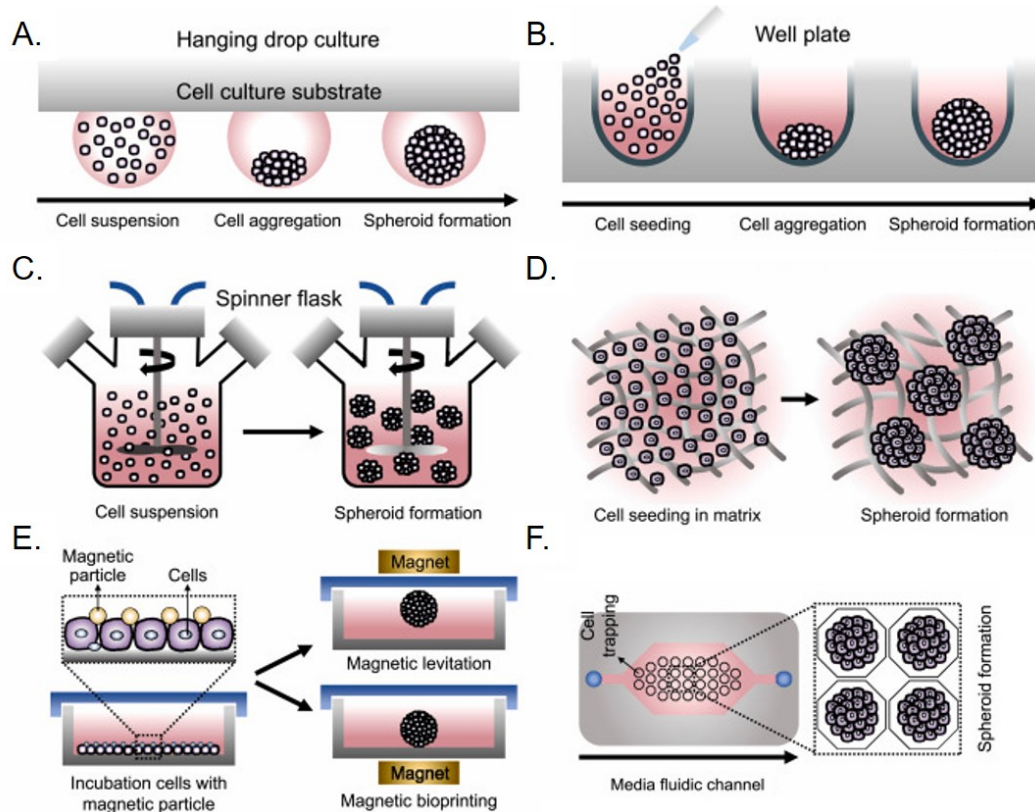 A.
Hanging drop culture
Cell culture substrate
Cell suspension
Cell aggregation
Spheroid formation
B.
Well plate
Cell seeding
Cell aggregation
Spheroid formation
C.
Spinner flask
Cell suspension
Spheroid formation
D.
Cell seeding in matrix
Spheroid formation
E.
Magnetic
particle
Cells
Incubation cells with
magnetic particle
Magnet
Magnetic levitation
Magnet
Magnetic bioprinting
F.
Cell
trapping
Media fluidic channel
Spheroid formation